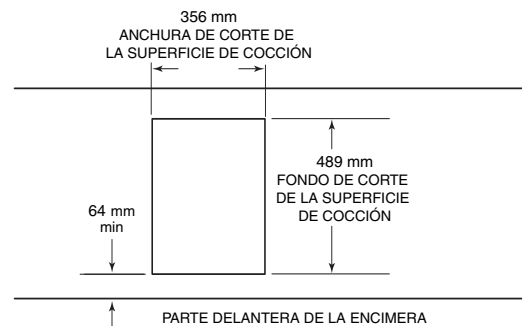 356 mm
ANCHURA DE CORTE DE
LA SUPERFICIE DE COCCIÓN
489 mm
FONDO DE CORTE
DE LA SUPERFICIE
DE COCCIÓN
64 mm
min
PARTE DELANTERA DE LA ENCIMERA